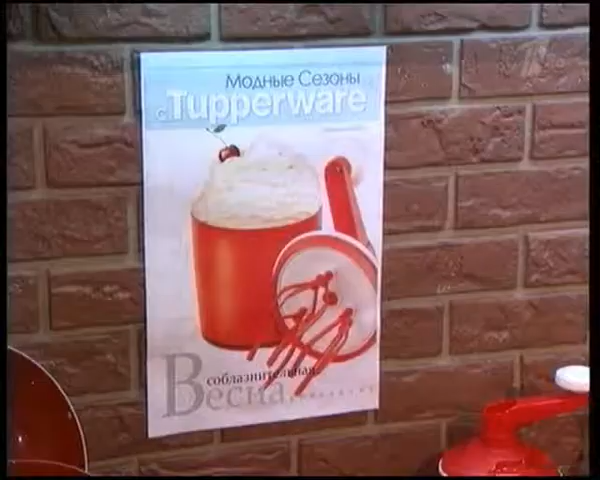 Модные Сезоны
с Tupperware
соблазнительная
Весна